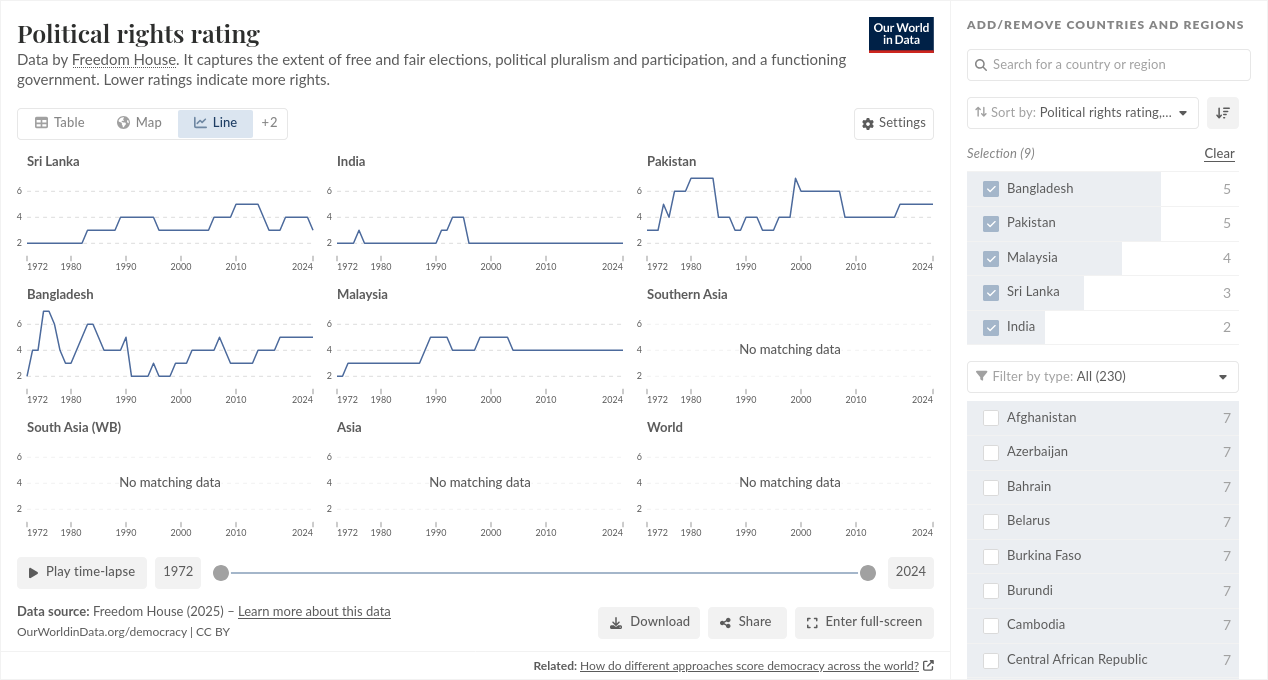 Political rights rating
Data by Freedom House. It captures the extent of free and fair elections, political pluralism and participation, and a functioning
government. Lower ratings indicate more rights.
Our World
in Data
Table
Map
Line
+2
Settings
Sri Lanka
6
4
2
1972 1980 1990 2000 2010 2024
India
6
4
2
1972 1980 1990 2000 2010 2024
Pakistan
6
4
2
1972 1980 1990 2000 2010 2024
Bangladesh
6
4
2
1972 1980 1990 2000 2010 2024
Malaysia
6
4
2
1972 1980 1990 2000 2010 2024
Southern Asia
6
4
2
No matching data
1972 1980 1990 2000 2010 2024
South Asia (WB)
6
4
2
No matching data
1972 1980 1990 2000 2010 2024
Asia
6
4
2
No matching data
1972 1980 1990 2000 2010 2024
World
6
4
2
No matching data
1972 1980 1990 2000 2010 2024
Play time-lapse
1972
2024
Data source: Freedom House (2025) – Learn more about this data
OurWorldinData.org/democracy | CC BY
Download
Share
Enter full-screen
Related: How do different approaches score democracy across the world?
ADD/REMOVE COUNTRIES AND REGIONS
Search for a country or region
Sort by: Political rights rating,...
Selection (9)
Clear
Bangladesh 5
Pakistan 5
Malaysia 4
Sri Lanka 3
India 2
Filter by type: All (230)
Afghanistan 7
Azerbaijan 7
Bahrain 7
Belarus 7
Burkina Faso 7
Burundi 7
Cambodia 7
Central African Republic 7